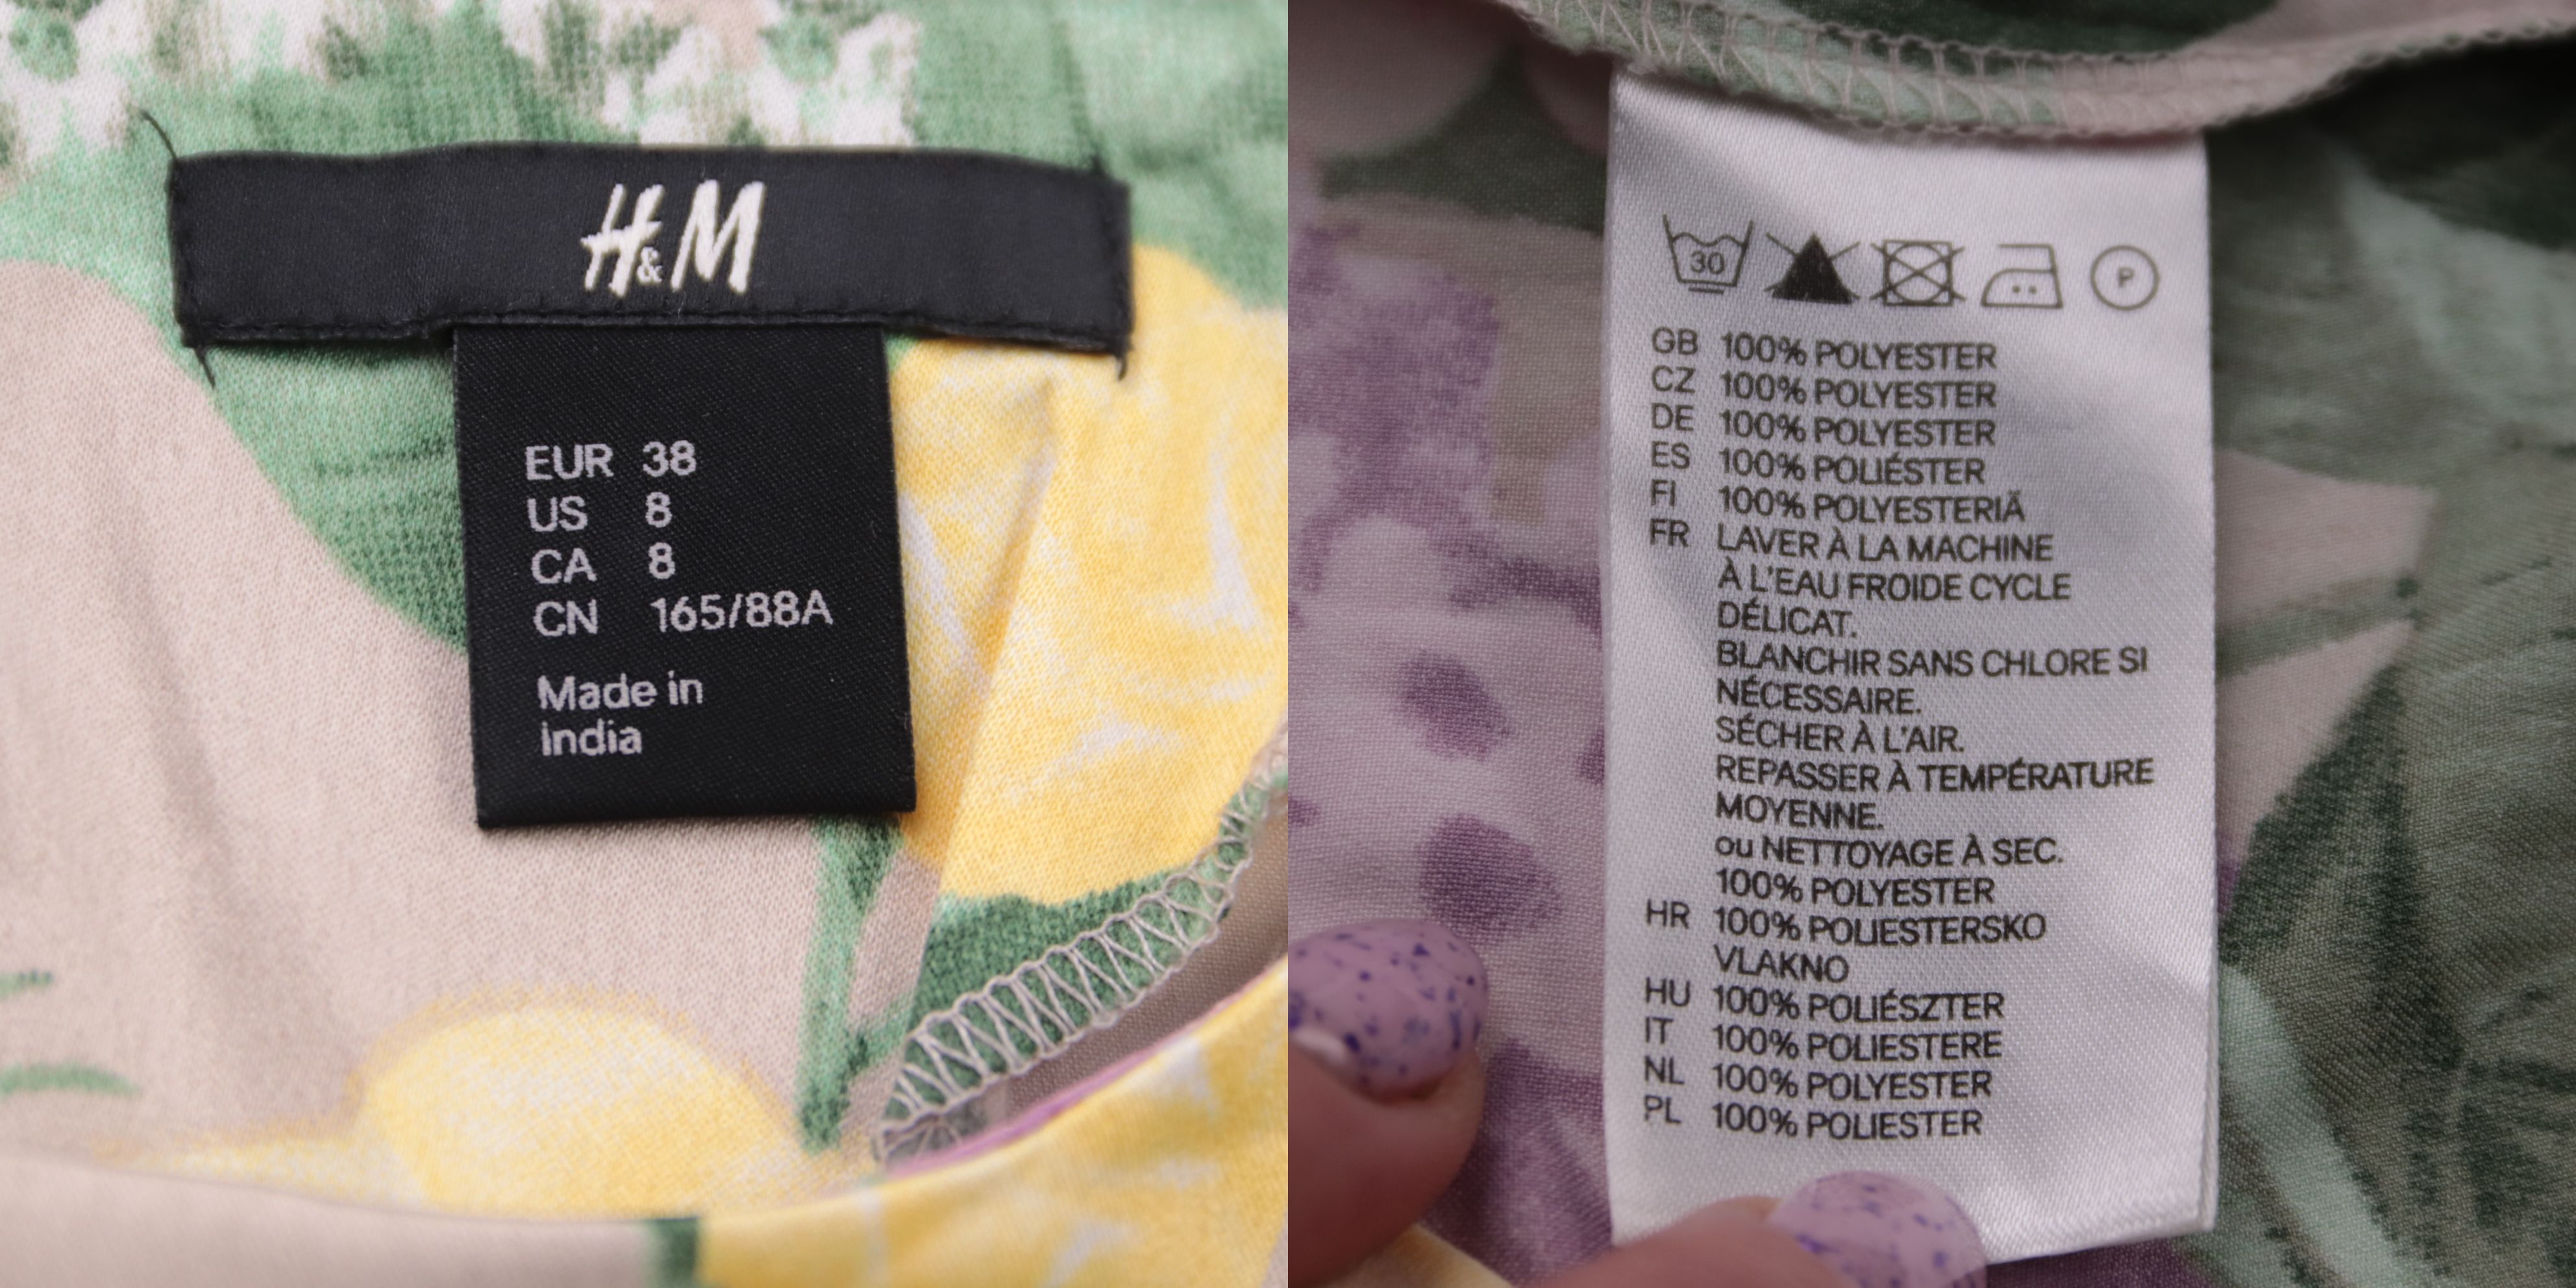 H&M
EUR 38
US 8
CA 8
CN 165/88A
Made in
India
30
P
GB 100% POLYESTER
CZ 100% POLYESTER
DE 100% POLYESTER
ES 100% POLIÉSTER
FI 100% POLYESTERIÄ
FR LAVER À LA MACHINE
À L'EAU FROIDE CYCLE
DÉLICAT.
BLANCHIR SANS CHLORE SI
NÉCESSAIRE.
SÉCHER À L'AIR.
REPASSER À TEMPÉRATURE
MOYENNE.
ou NETTOYAGE À SEC.
100% POLYESTER
HR 100% POLIESTERSKO
VLAKNO
HU 100% POLIÉSZTER
IT 100% POLIESTERE
NL 100% POLYESTER
PL 100% POLIESTER